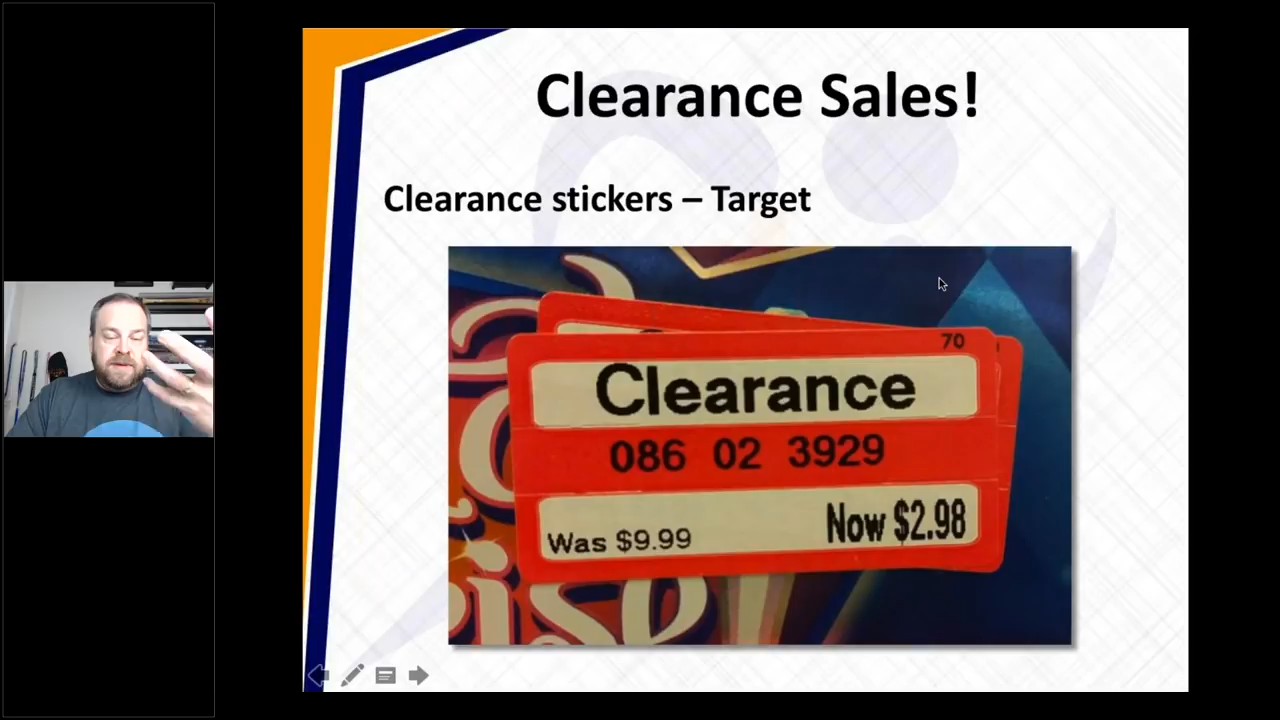 Clearance Sales!
Clearance stickers – Target
70
Clearance
086 02 3929
Was $9.99
Now $2.98